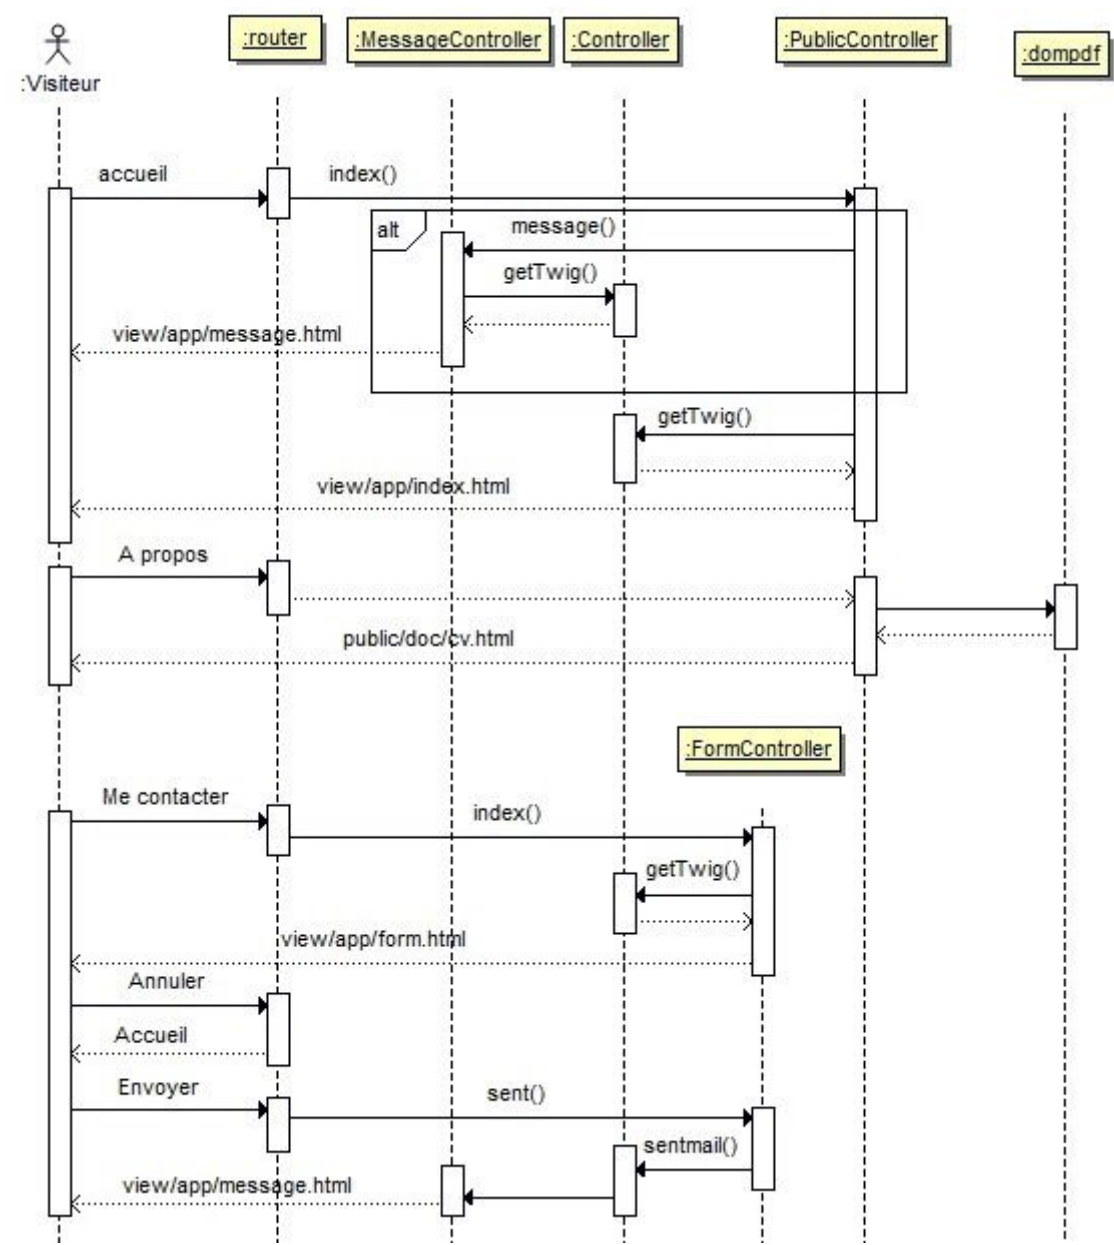 :router
:MessageController
:Controller
:PublicController
:dompdf
:Visiteur
accueil
index()
alt
message()
getTwig()
view/app/message.html
getTwig()
view/app/index.html
A propos
public/doc/cv.html
:FormController
Me contacter
index()
getTwig()
view/app/form.html
Annuler
Accueil
Envoyer
sent()
sentmail()
view/app/message.html